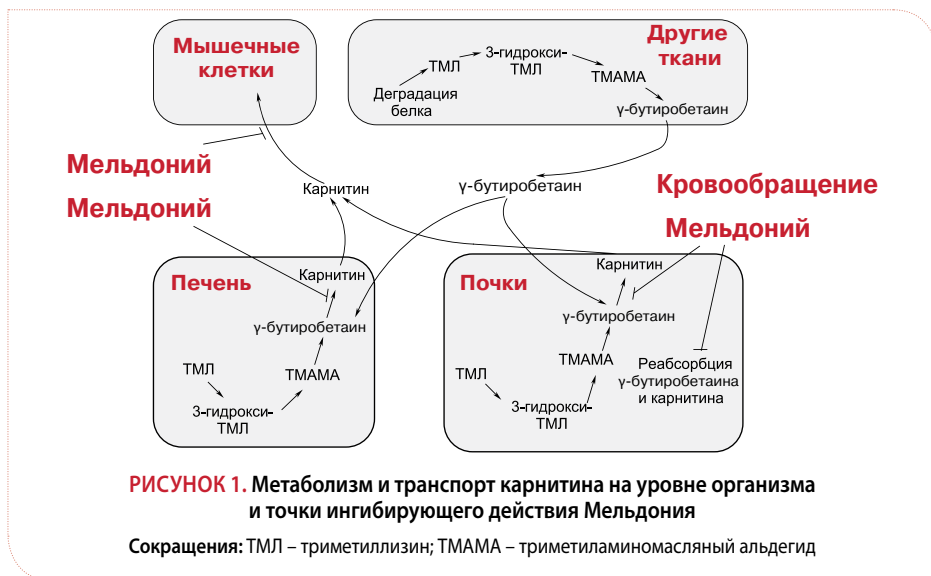 Мышечные
клетки
Другие
ткани
Деградация
белка
ТМЛ
3-гидрокси-
ТМЛ
ТМАМА
γ-бутиробетаин
Мельдоний
Мельдоний
Карнитин
γ-бутиробетаин
Кровообращение
Мельдоний
Печень
Карнитин
γ-бутиробетаин
ТМЛ
ТМАМА
3-гидрокси-
ТМЛ
Почки
Карнитин
γ-бутиробетаин
ТМЛ
ТМАМА
3-гидрокси-
ТМЛ
Реабсорбция
γ-бутиробетаина
и карнитина
РИСУНОК 1. Метаболизм и транспорт карнитина на уровне организма
и точки ингибирующего действия Мельдония
Сокращения: ТМЛ – триметиллизин; ТМАМА – триметиламиномасляный альдегид